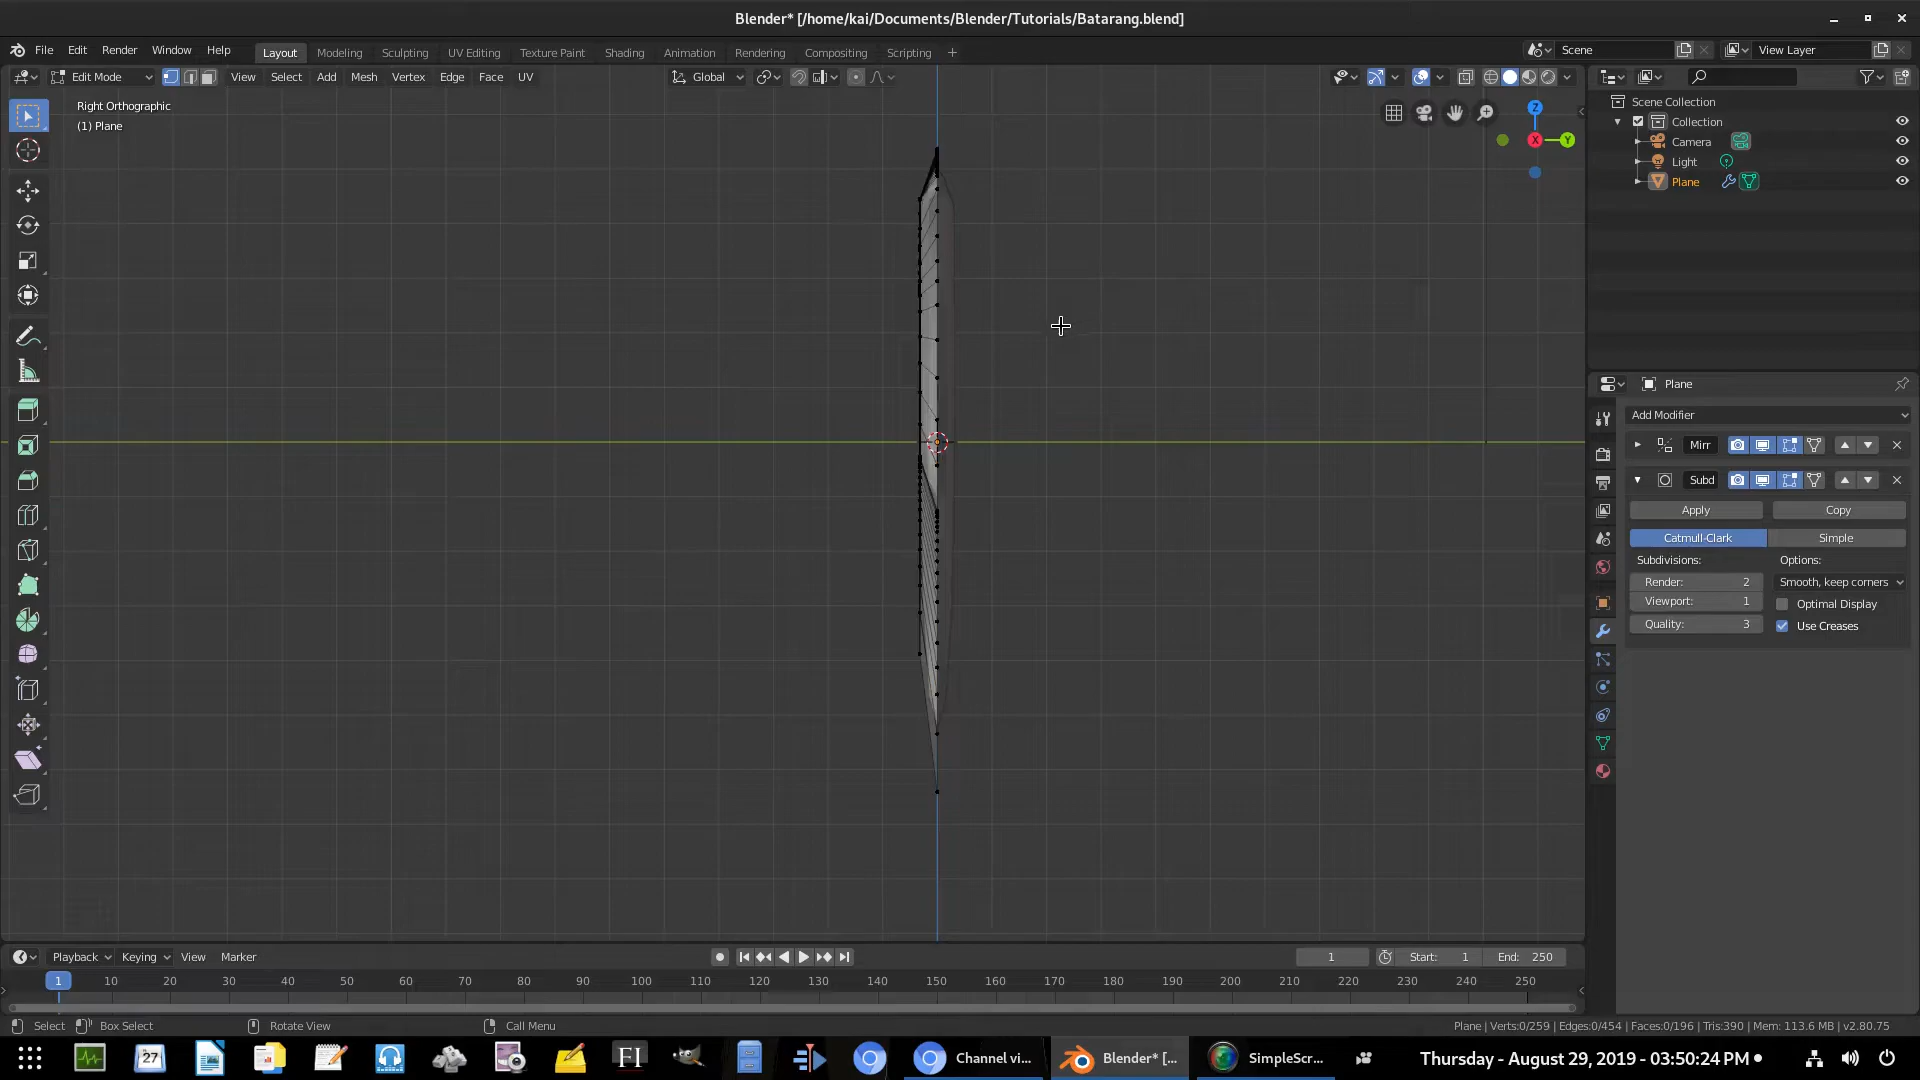 Blender* [/home/kai/Documents/Blender/Tutorials/Batarang.blend]
File Edit Render Window Help Layout Modeling Sculpting UV Editing Texture Paint Shading Animation Rendering Compositing Scripting + Scene View Layer
Edit Mode View Select Add Mesh Vertex Edge Face UV Global
Right Orthographic
(1) Plane
Z
X
Y
Scene Collection
Collection
Camera
Light
Plane
Plane
Add Modifier
Mirr
Subd
Apply Copy
Catmull-Clark Simple
Subdivisions: Options:
Render: 2 Smooth, keep corners
Viewport: 1 Optimal Display
Quality: 3 Use Creases
Playback Keying View Marker 1 Start: 1 End: 250
1 10 20 30 40 50 60 70 80 90 100 110 120 130 140 150 160 170 180 190 200 210 220 230 240 250
Select Box Select Rotate View Call Menu Plane | Verts:0/259 | Edges:0/454 | Faces:0/196 | Tris:390 | Mem: 113.6 MB | v2.80.75
27 FI Channel vi... Blender* [... SimpleScr... Thursday - August 29, 2019 - 03:50:24 PM